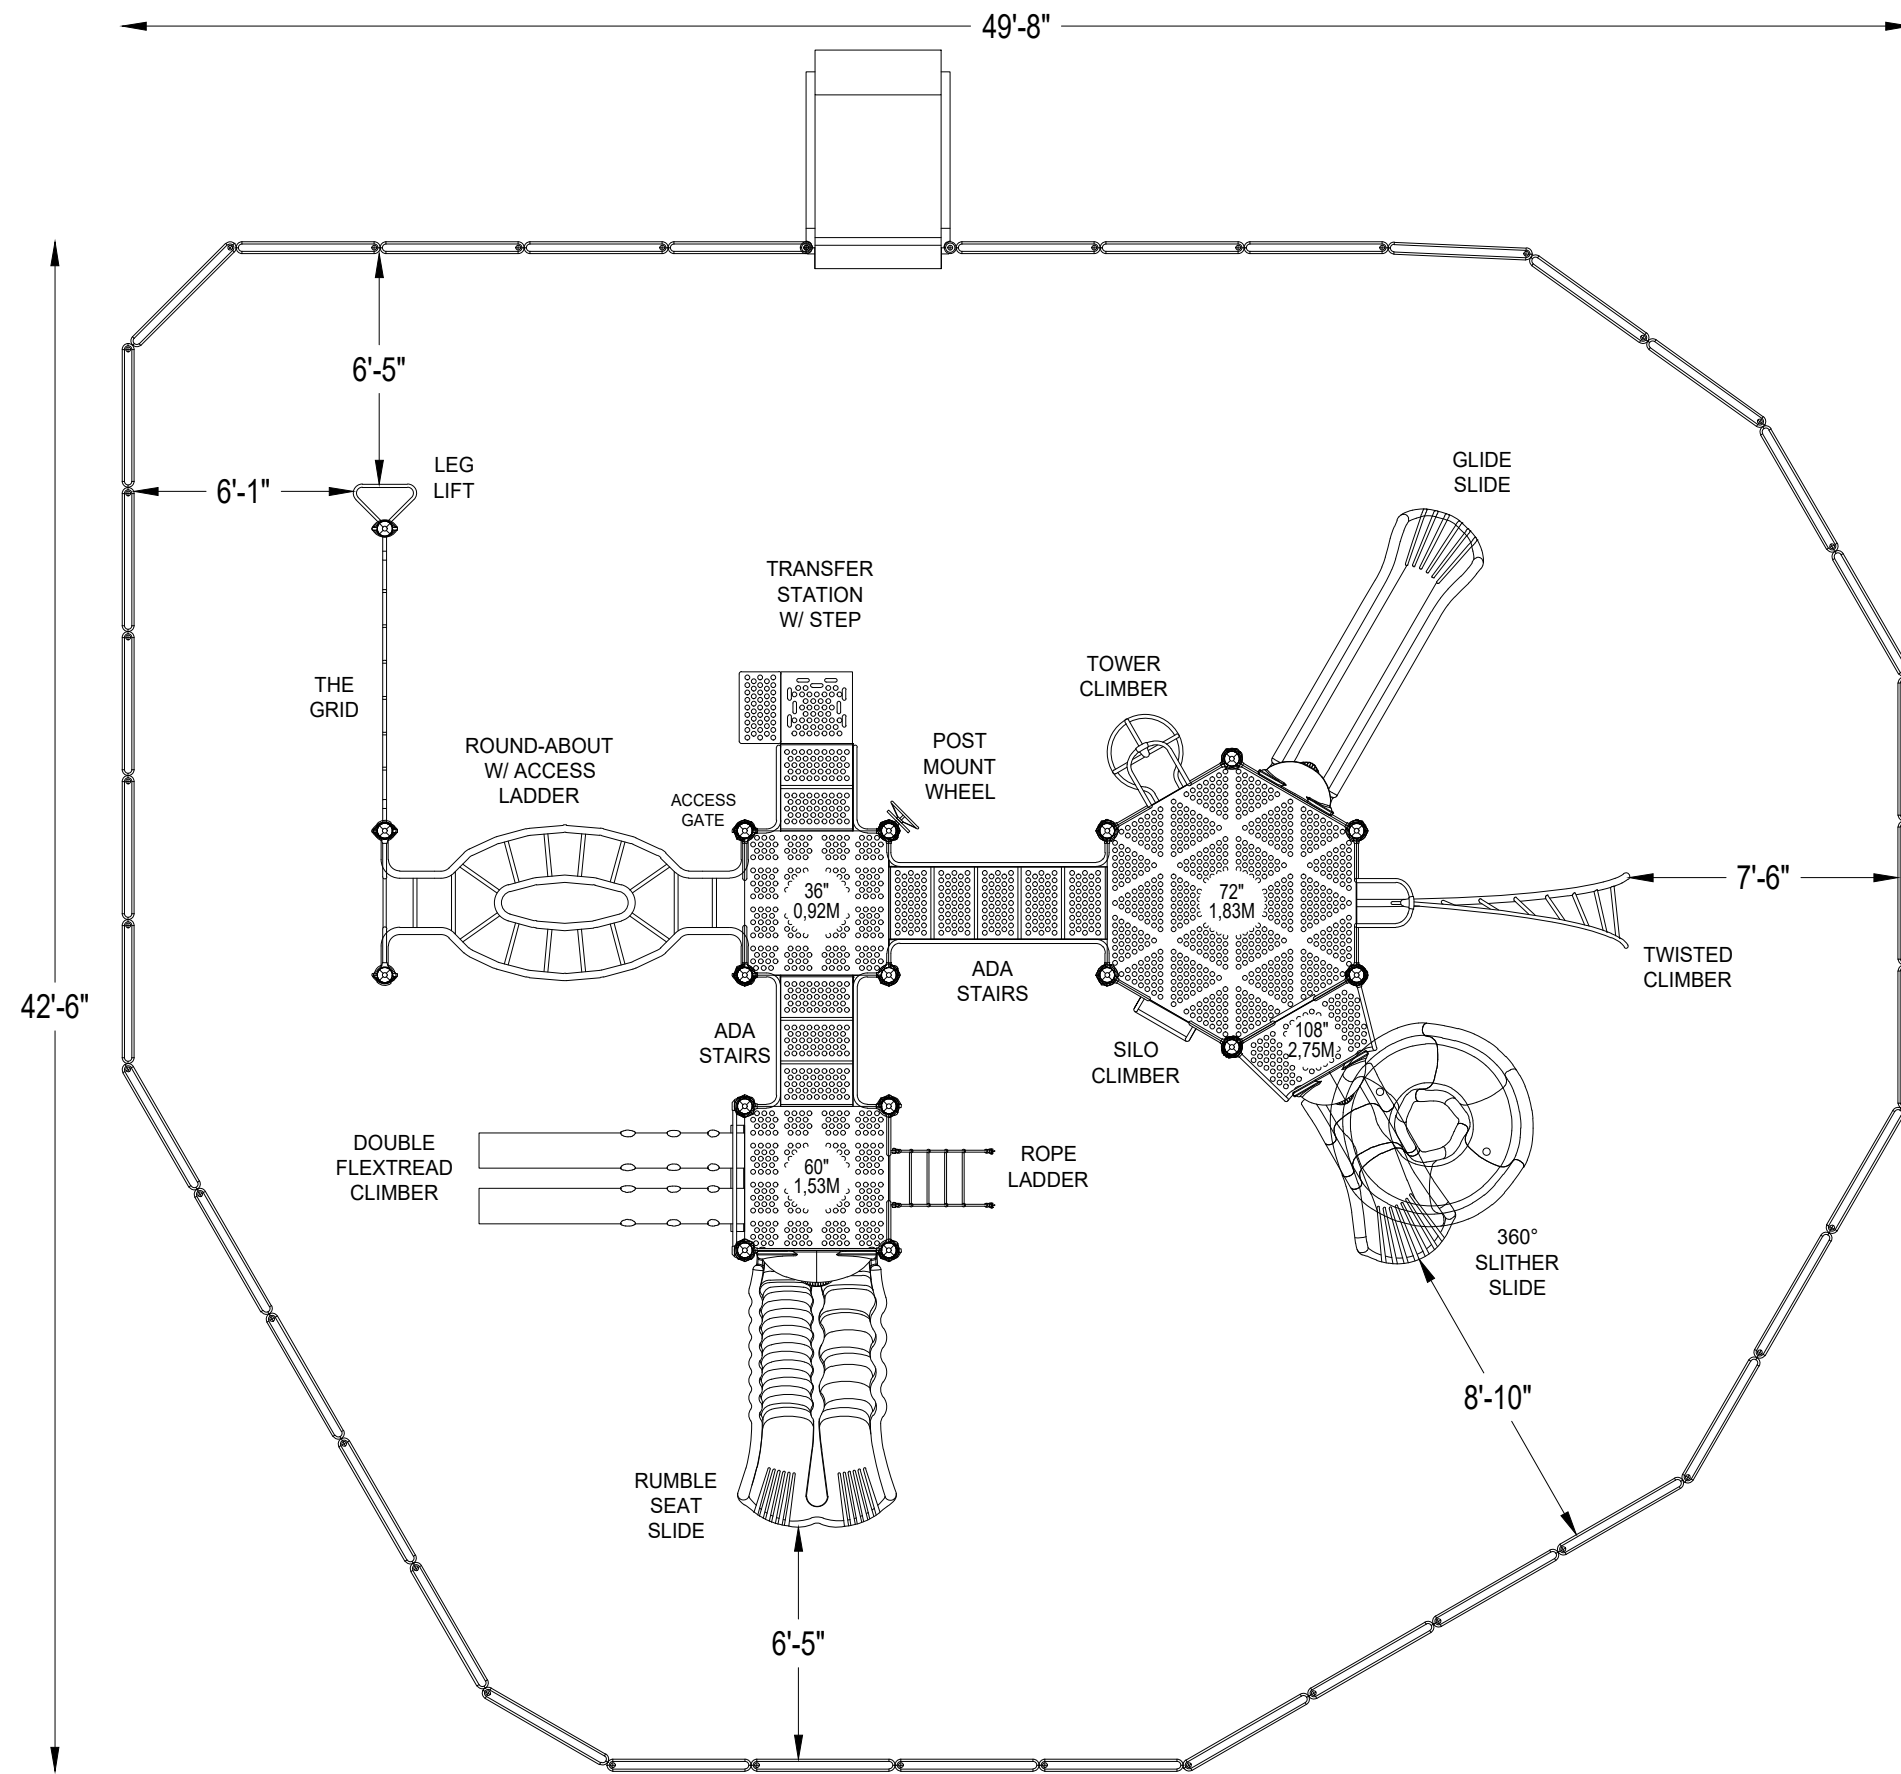 49'-8"
6'-5"
LEG
LIFT
6'-1"
GLIDE
SLIDE
TRANSFER
STATION
W/ STEP
TOWER
CLIMBER
THE
GRID
ROUND-ABOUT
W/ ACCESS
LADDER
POST
MOUNT
WHEEL
ACCESS
GATE
36"
0,92M
72"
1,83M
7'-6"
TWISTED
CLIMBER
ADA
STAIRS
42'-6"
ADA
STAIRS
SILO
CLIMBER
108"
2,75M
DOUBLE
FLEXTREAD
CLIMBER
60"
1,53M
ROPE
LADDER
360°
SLITHER
SLIDE
8'-10"
RUMBLE
SEAT
SLIDE
6'-5"